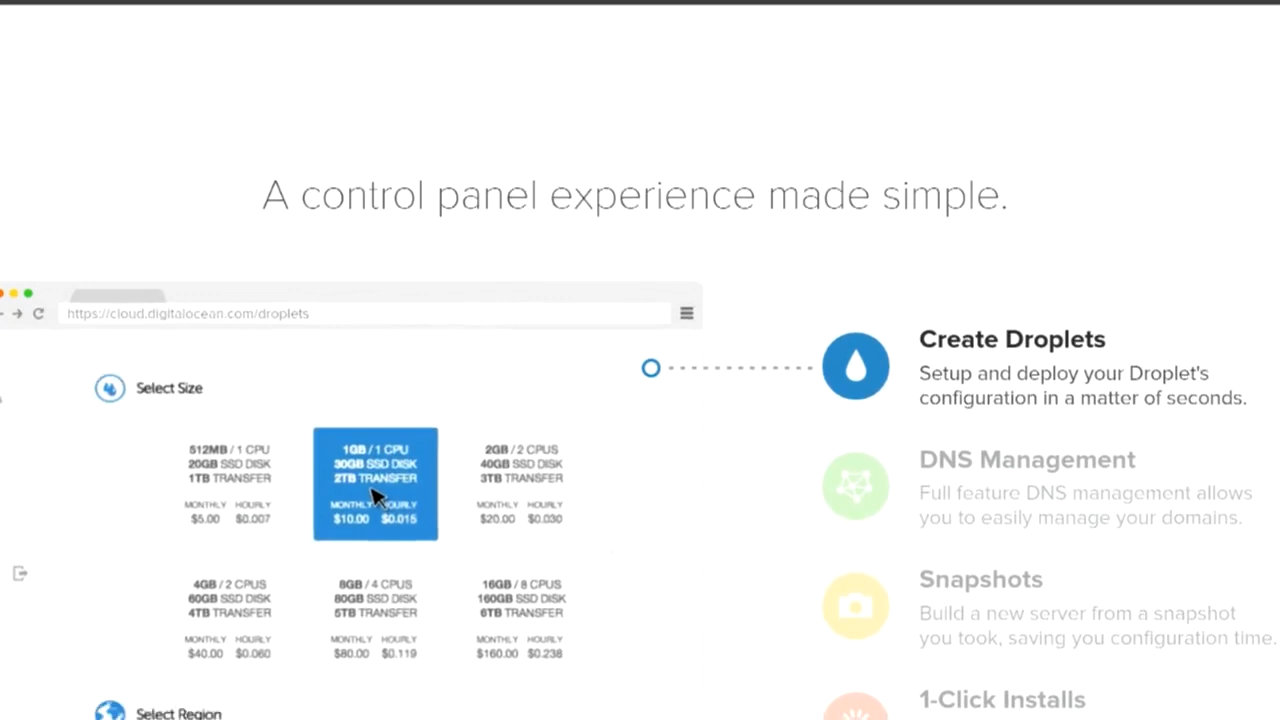 A control panel experience made simple.
https://cloud.digitalocean.com/droplets
Select Size
512MB / 1 CPU
20GB SSD DISK
1TB TRANSFER
MONTHLY HOURLY
$5.00 $0.007
1GB / 1 CPU
30GB SSD DISK
2TB TRANSFER
MONTHLY HOURLY
$10.00 $0.015
2GB / 2 CPUS
40GB SSD DISK
3TB TRANSFER
MONTHLY HOURLY
$20.00 $0.030
4GB / 2 CPUS
60GB SSD DISK
4TB TRANSFER
MONTHLY HOURLY
$40.00 $0.060
8GB / 4 CPUS
80GB SSD DISK
5TB TRANSFER
MONTHLY HOURLY
$80.00 $0.119
16GB / 8 CPUS
160GB SSD DISK
6TB TRANSFER
MONTHLY HOURLY
$160.00 $0.238
Select Region
Create Droplets
Setup and deploy your Droplet's
configuration in a matter of seconds.
DNS Management
Full feature DNS management allows
you to easily manage your domains.
Snapshots
Build a new server from a snapshot
you took, saving you configuration time.
1-Click Installs